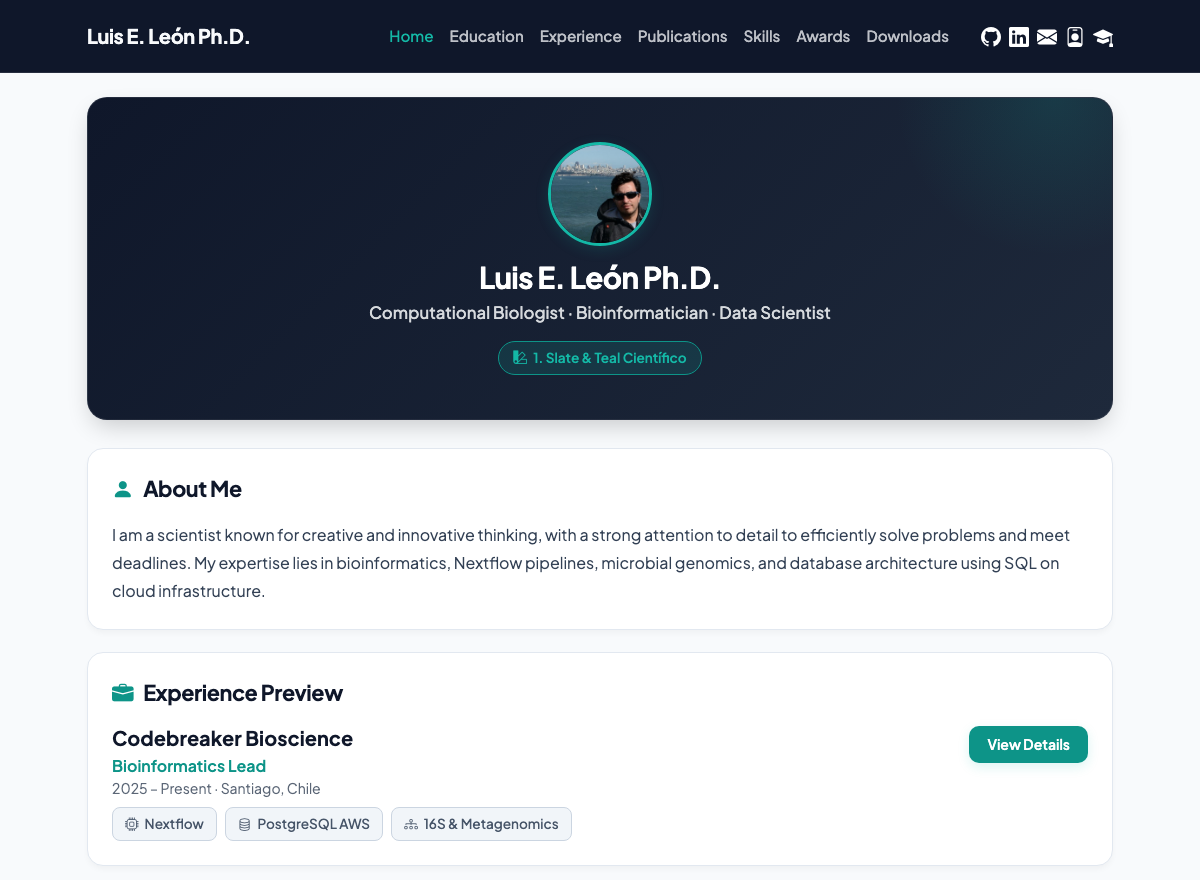 Luis E. León Ph.D.
Home Education Experience Publications Skills Awards Downloads
Luis E. León Ph.D.
Computational Biologist · Bioinformatician · Data Scientist
1. Slate & Teal Científico
About Me
I am a scientist known for creative and innovative thinking, with a strong attention to detail to efficiently solve problems and meet
deadlines. My expertise lies in bioinformatics, Nextflow pipelines, microbial genomics, and database architecture using SQL on
cloud infrastructure.
Experience Preview
Codebreaker Bioscience
View Details
Bioinformatics Lead
2025 – Present · Santiago, Chile
Nextflow PostgreSQL AWS 16S & Metagenomics